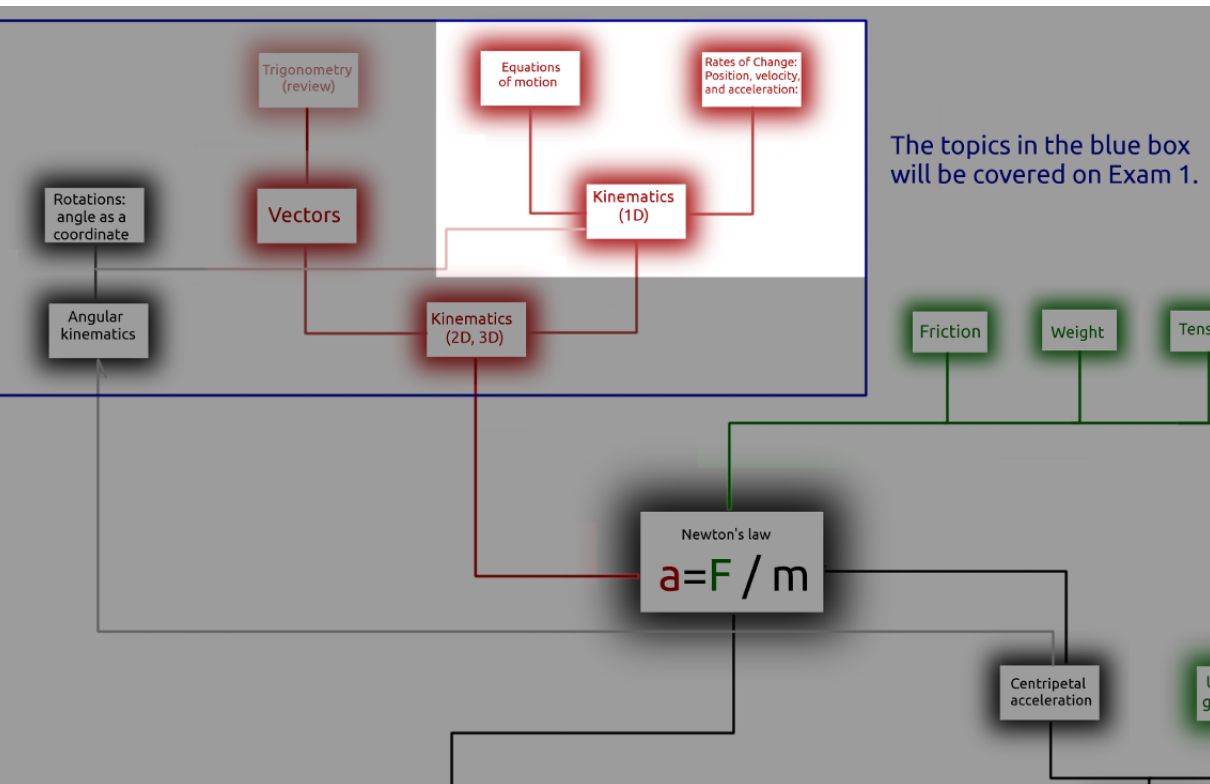 Trigonometry
(review)
Equations
of motion
Rates of Change:
Position, velocity,
and acceleration:
The topics in the blue box
will be covered on Exam 1.
Rotations:
angle as a
coordinate
Vectors
Kinematics
(1D)
Angular
kinematics
Kinematics
(2D, 3D)
Friction
Weight
Tens
Newton's law
a=F / m
Centripetal
acceleration